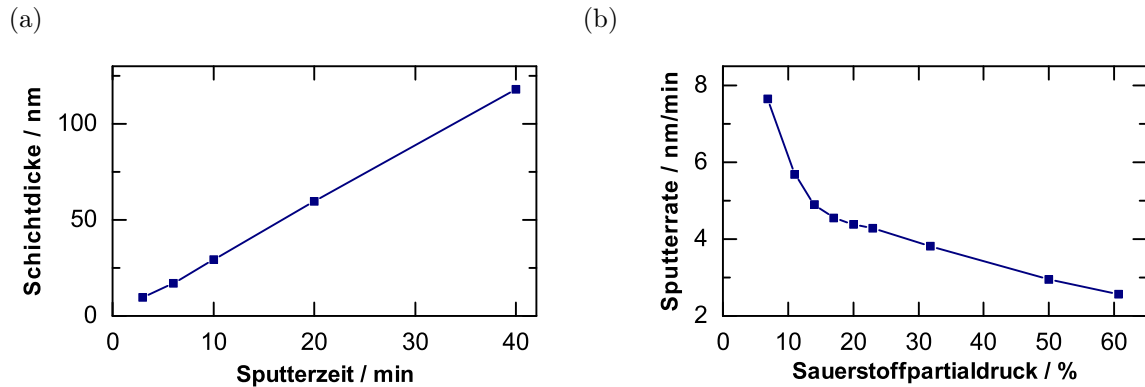 (a)
Schichtdicke / nm
100
50
0
0 10 20 30 40
Sputterzeit / min
(b)
Sputterrate / nm/min
8
6
4
2
0 10 20 30 40 50 60
Sauerstoffpartialdruck / %